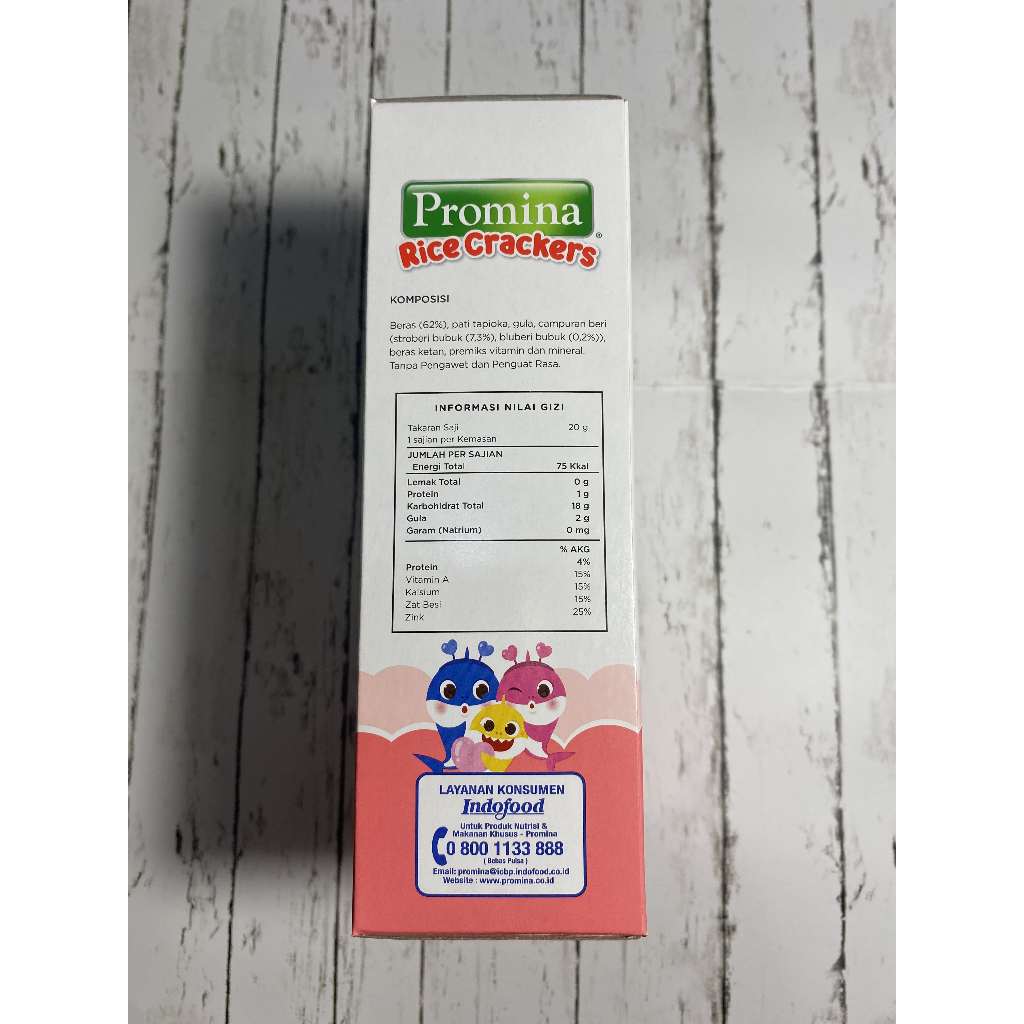 Promina
Rice Crackers®
KOMPOSISI
Beras (62%), pati tapioka, gula, campuran beri
(stroberi bubuk (7,3%), bluberi bubuk (0,2%)),
beras ketan, premiks vitamin dan mineral.
Tanpa Pengawet dan Penguat Rasa.
INFORMASI NILAI GIZI
Takaran Saji 20 g
1 sajian per Kemasan
JUMLAH PER SAJIAN
Energi Total 75 Kkal
Lemak Total 0 g
Protein 1 g
Karbohidrat Total 18 g
Gula 2 g
Garam (Natrium) 0 mg
% AKG
Protein 4%
Vitamin A 15%
Kalsium 15%
Zat Besi 15%
Zink 25%
LAYANAN KONSUMEN
Indofood
Untuk Produk Nutrisi &
Makanan Khusus - Promina
0 800 1133 888
(Bebas Pulsa)
Email: promina@icbp.indofood.co.id
Website : www.promina.co.id